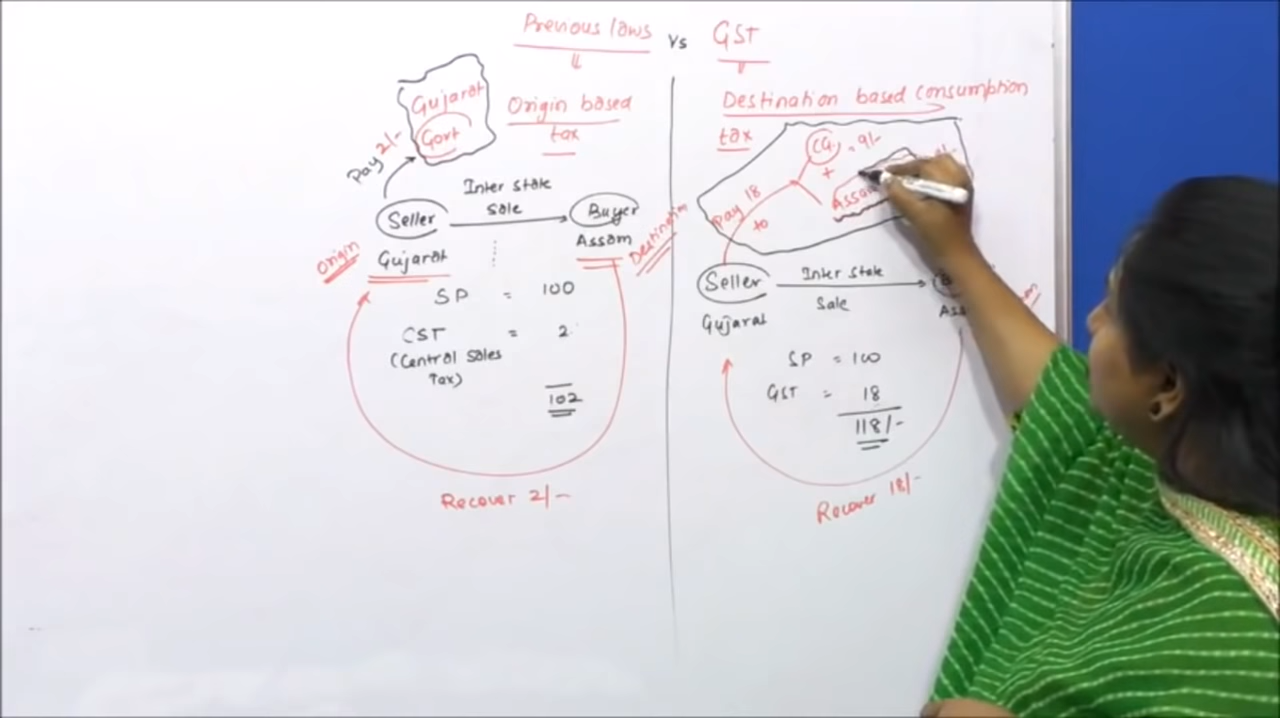 Previous laws Vs GST
Origin based
tax
Gujarat
Govt
Pay 2/-
Seller
Inter state
sale
Buyer
Origin
Gujarat
Assam
Destination
SP = 100
CST = 2
(Central Sales
Tax)
102
Recover 2/-
Destination based consumption
tax
CG = 9/-
+
Pay 18
to
Seller
Inter state
Sale
Gujarat
SP = 100
GST = 18
118/-
Recover 18/-